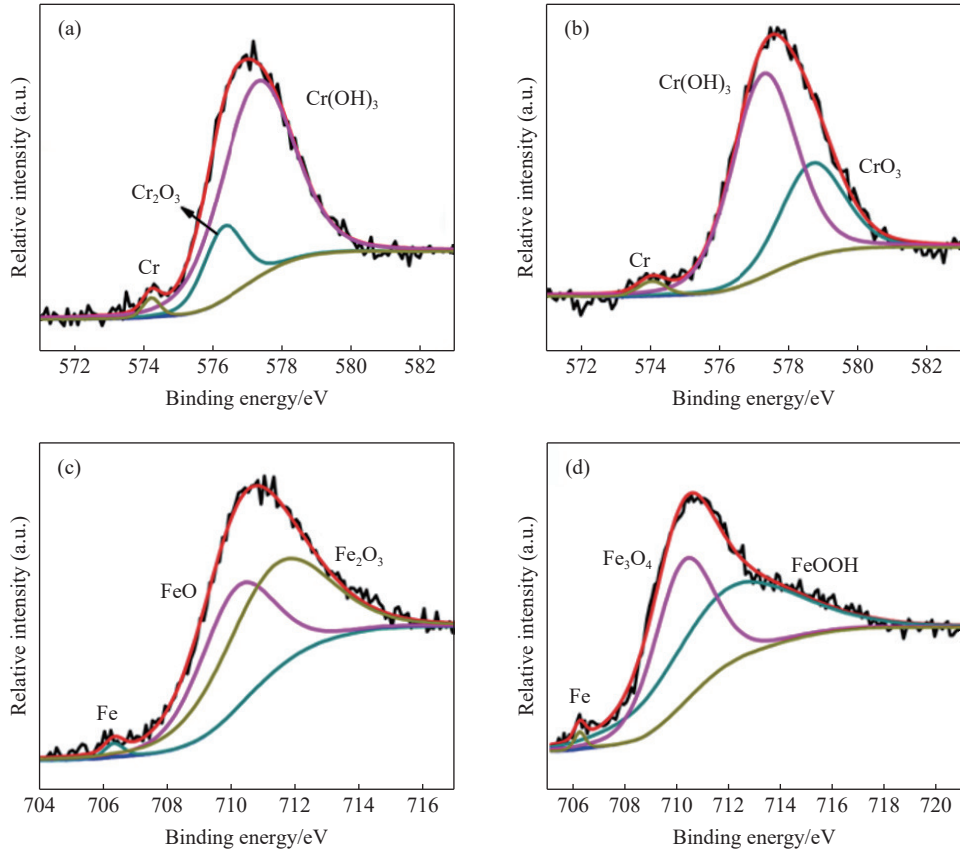 (a)
Cr(OH)₃
Cr₂O₃
Cr
Relative intensity (a.u.)
572 574 576 578 580 582
Binding energy/eV
(b)
Cr(OH)₃
CrO₃
Cr
Relative intensity (a.u.)
572 574 576 578 580 582
Binding energy/eV
(c)
Fe₂O₃
FeO
Fe
Relative intensity (a.u.)
704 706 708 710 712 714 716
Binding energy/eV
(d)
Fe₃O₄
FeOOH
Fe
Relative intensity (a.u.)
706 708 710 713 714 716 718 720
Binding energy/eV